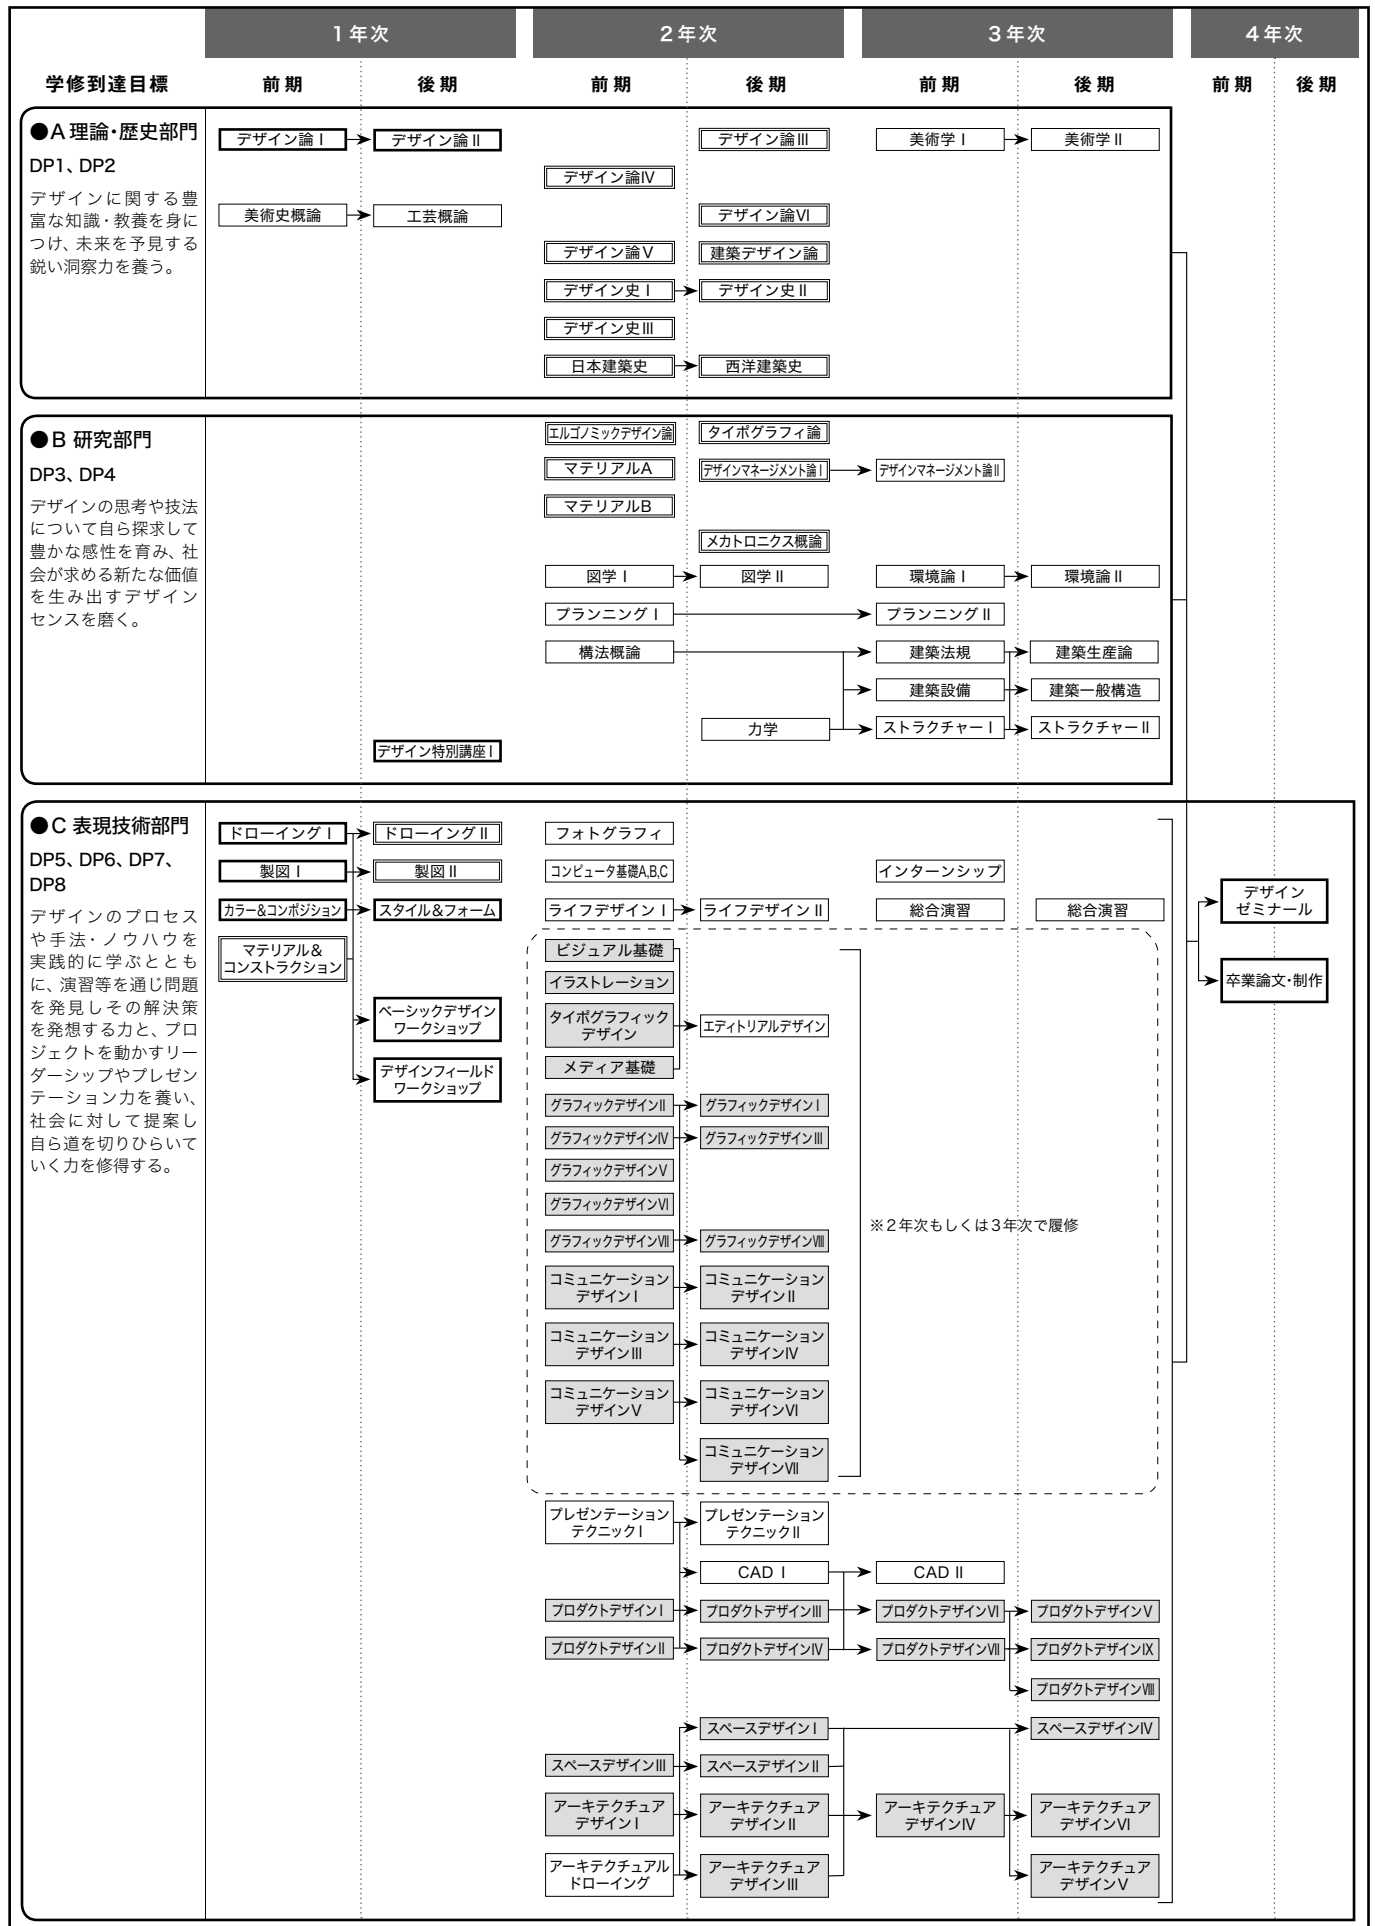 1年次 2年次 3年次 4年次
学修到達目標 前期 後期 前期 後期 前期 後期 前期 後期
●A 理論・歴史部門
DP1、DP2
デザインに関する豊
富な知識・教養を身に
つけ、未来を予見する
鋭い洞察力を養う。
デザイン論Ⅰ デザイン論Ⅱ デザイン論Ⅲ 美術学Ⅰ 美術学Ⅱ
デザイン論Ⅳ
美術史概論 工芸概論 デザイン論Ⅵ
デザイン論Ⅴ 建築デザイン論
デザイン史Ⅰ デザイン史Ⅱ
デザイン史Ⅲ
日本建築史 西洋建築史
●B 研究部門
DP3、DP4
デザインの思考や技法
について自ら探求して
豊かな感性を育み、社
会が求める新たな価値
を生み出すデザイン
センスを磨く。
エルゴノミックデザイン論 タイポグラフィ論
マテリアルA デザインマネージメント論Ⅰ デザインマネージメント論Ⅱ
マテリアルB
メカトロニクス概論
図学Ⅰ 図学Ⅱ 環境論Ⅰ 環境論Ⅱ
プランニングⅠ プランニングⅡ
構法概論 建築法規 建築生産論
建築設備 建築一般構造
力学 ストラクチャーⅠ ストラクチャーⅡ
デザイン特別講座Ⅰ
●C 表現技術部門
DP5、DP6、DP7、
DP8
デザインのプロセス
や手法・ノウハウを
実践的に学ぶととも
に、演習等を通じ問題
を発見しその解決策
を発想する力と、プロ
ジェクトを動かすリー
ダーシップやプレゼン
テーション力を養い、
社会に対して提案し
自ら道を切りひらいて
いく力を修得する。
ドローイングⅠ ドローイングⅡ フォトグラフィ
製図Ⅰ 製図Ⅱ コンピュータ基礎A,B,C インターンシップ
カラー&コンポジション スタイル&フォーム ライフデザインⅠ ライフデザインⅡ 総合演習 総合演習
デザイン
ゼミナール
マテリアル&
コンストラクション
ビジュアル基礎
イラストレーション
卒業論文・制作
ベーシックデザイン
ワークショップ
タイポグラフィック
デザイン
エディトリアルデザイン
デザインフィールド
ワークショップ
メディア基礎
グラフィックデザインⅡ グラフィックデザインⅠ
グラフィックデザインⅣ グラフィックデザインⅢ
グラフィックデザインⅤ
グラフィックデザインⅥ
グラフィックデザインⅦ グラフィックデザインⅧ
※2年次もしくは3年次で履修
コミュニケーション コミュニケーション
デザインⅠ デザインⅡ
コミュニケーション コミュニケーション
デザインⅢ デザインⅣ
コミュニケーション コミュニケーション
デザインⅤ デザインⅥ
コミュニケーション
デザインⅦ
プレゼンテーション プレゼンテーション
テクニックⅠ テクニックⅡ
CAD Ⅰ CAD Ⅱ
プロダクトデザインⅠ プロダクトデザインⅢ プロダクトデザインⅥ プロダクトデザインⅤ
プロダクトデザインⅡ プロダクトデザインⅣ プロダクトデザインⅦ プロダクトデザインⅨ
プロダクトデザインⅧ
スペースデザインⅠ スペースデザインⅣ
スペースデザインⅢ スペースデザインⅡ
アーキテクチュア アーキテクチュア アーキテクチュア アーキテクチュア
デザインⅠ デザインⅡ デザインⅣ デザインⅥ
アーキテクチュアル アーキテクチュア アーキテクチュア
ドローイング デザインⅢ デザインⅤ